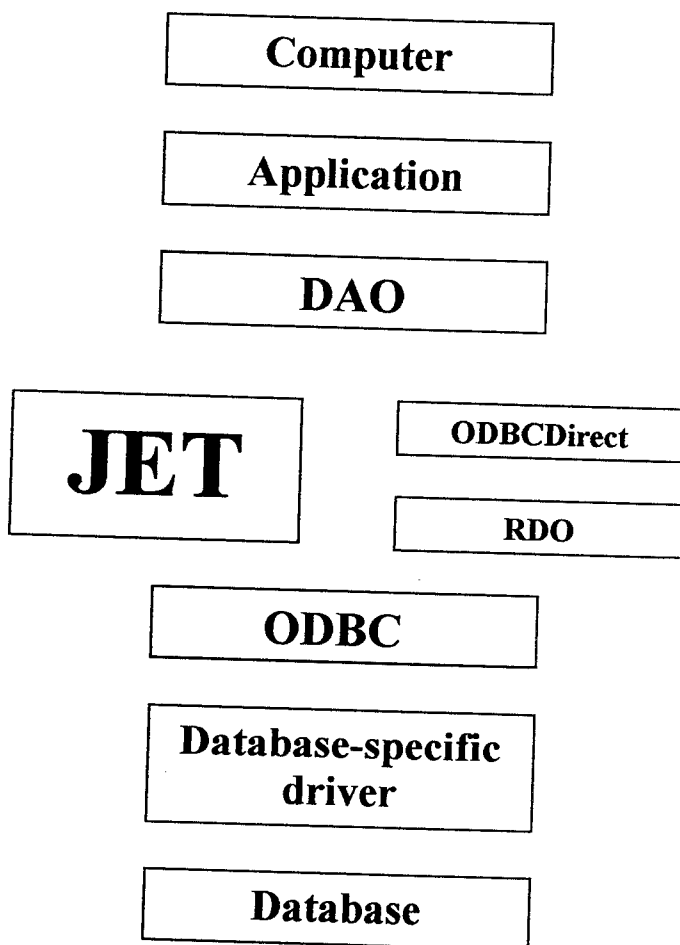 Computer
Application
DAO
JET
ODBCDirect
RDO
ODBC
Database-specific
driver
Database